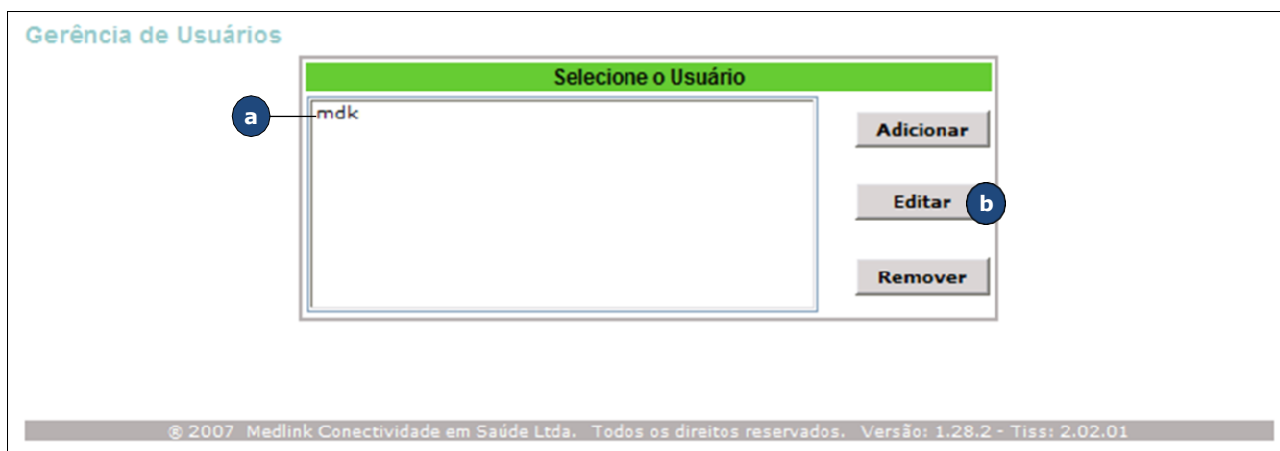 Gerência de Usuários
Selecione o Usuário
a
mdk
Adicionar
Editar
b
Remover
® 2007 Medlink Conectividade em Saúde Ltda. Todos os direitos reservados. Versão: 1.28.2 - Tiss: 2.02.01